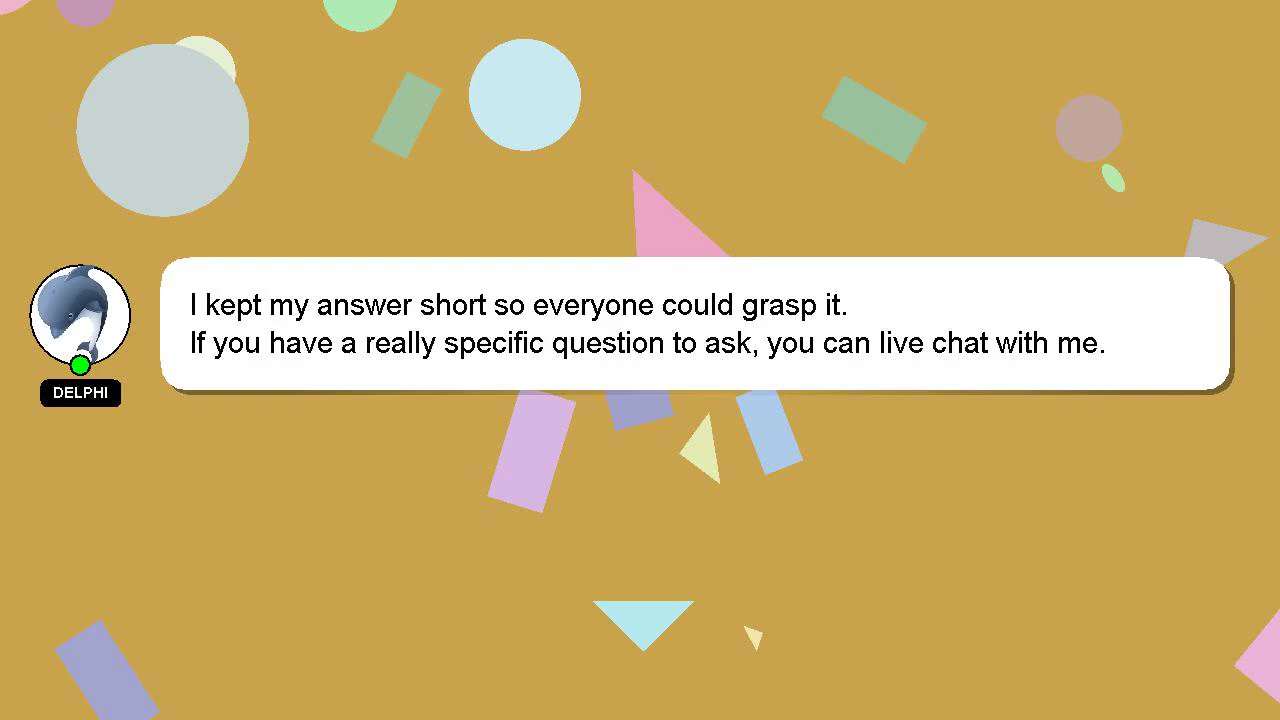 I kept my answer short so everyone could grasp it.
If you have a really specific question to ask, you can live chat with me.
DELPHI